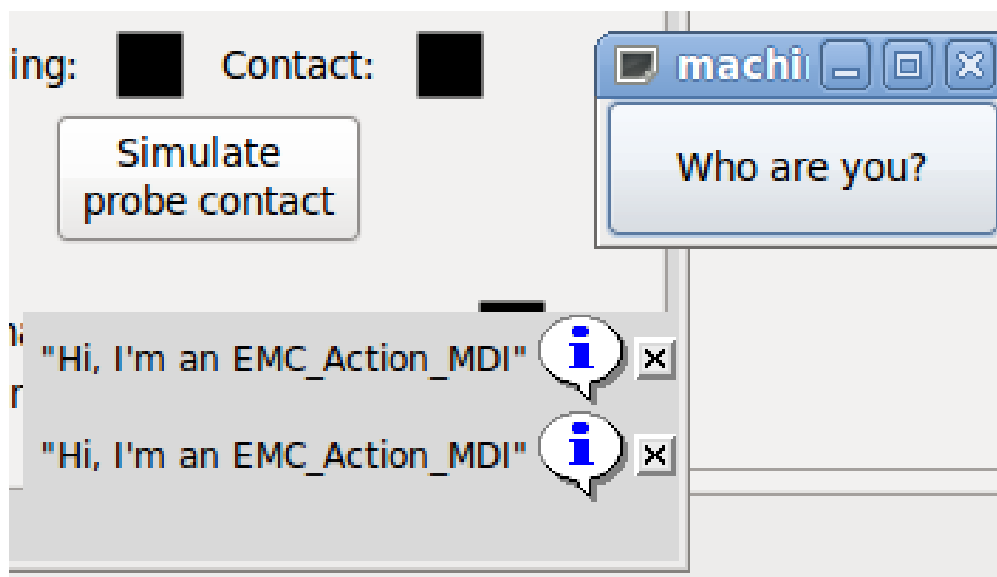 ing:
Contact:
machi
Simulate
probe contact
Who are you?
"Hi, I'm an EMC_Action_MDI"
"Hi, I'm an EMC_Action_MDI"